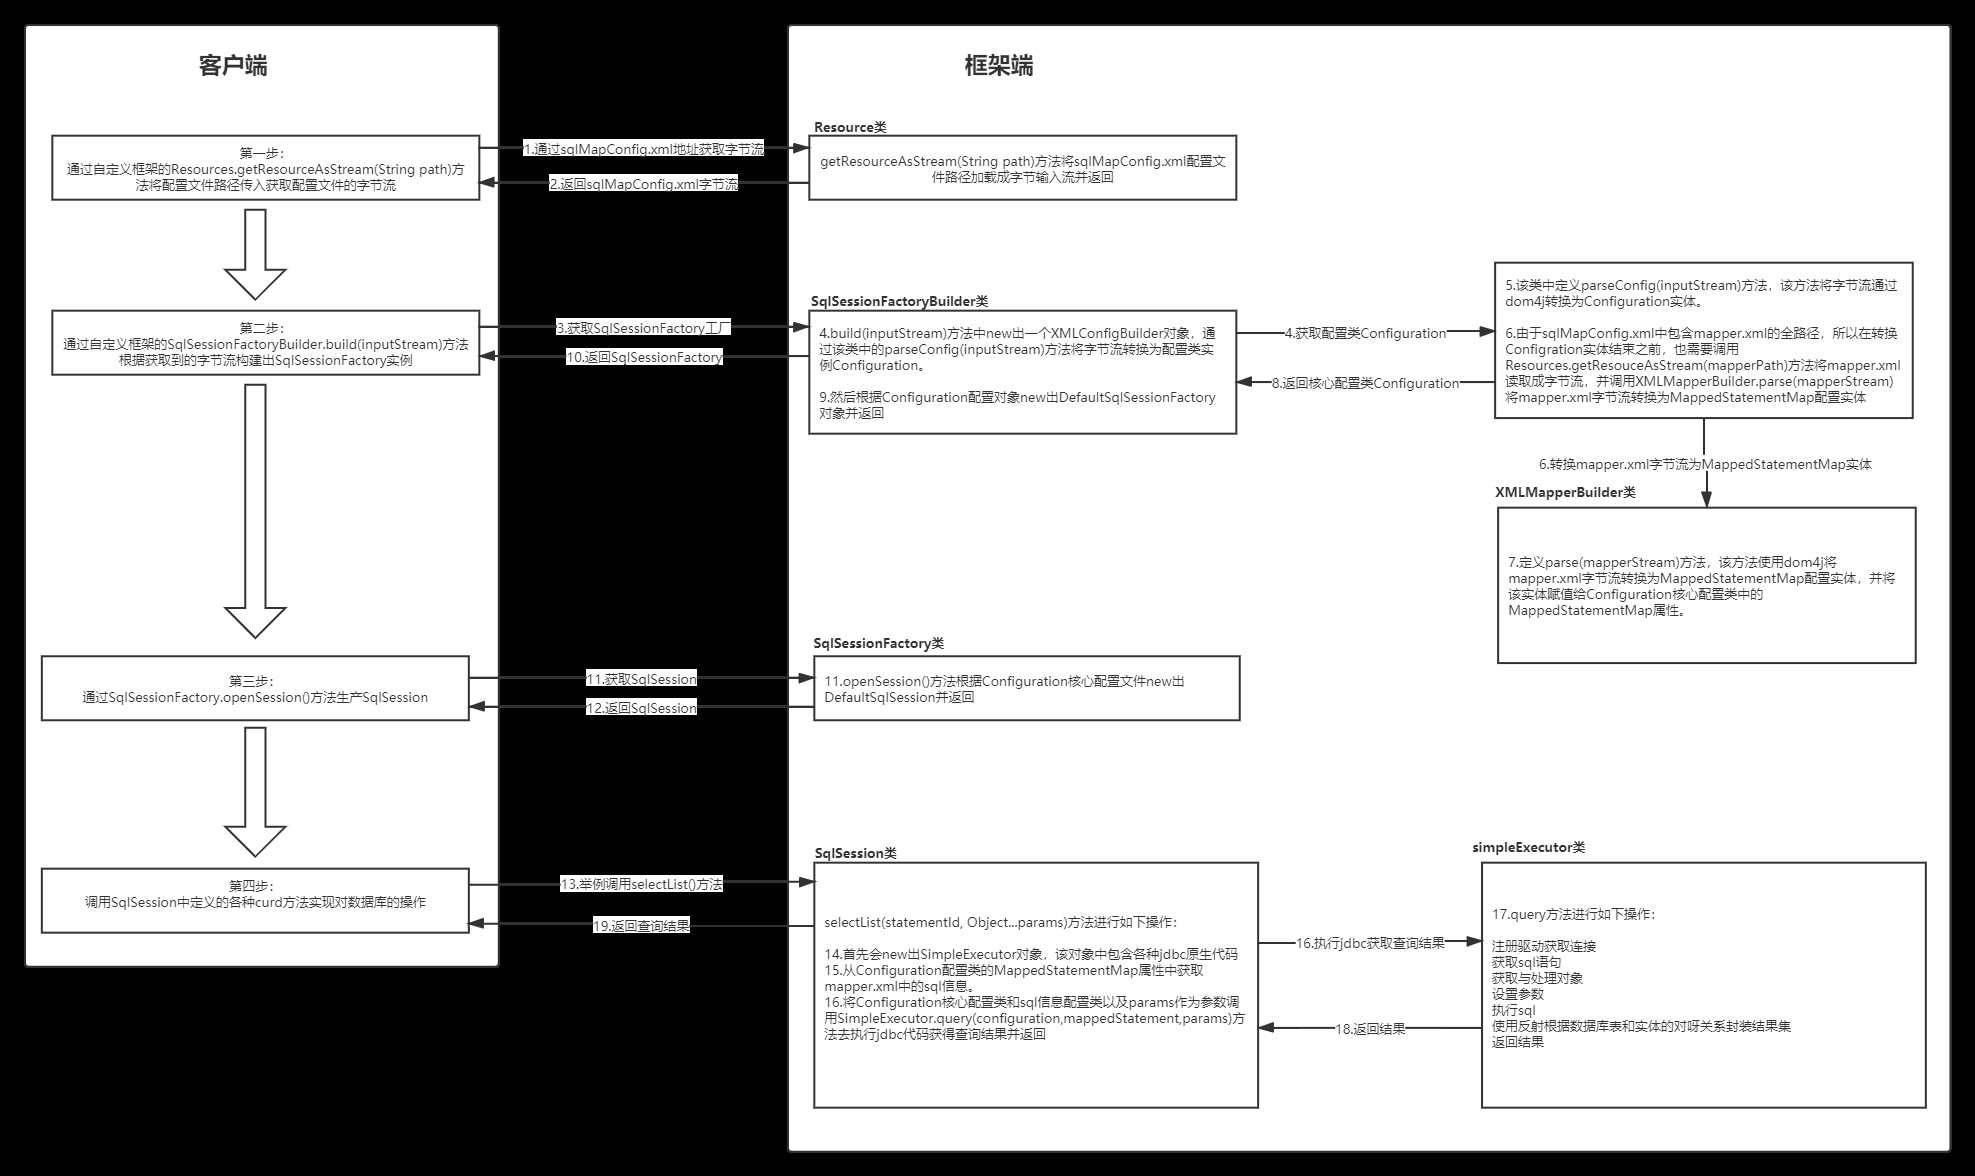 客户端
框架端
第一步：
通过自定义框架的Resources.getResourceAsStream(String path)方
法将配置文件路径传入获取配置文件的字节流
1.通过sqlMapConfig.xml地址获取字节流
2.返回sqlMapConfig.xml字节流
Resource类
getResourceAsStream(String path)方法将sqlMapConfig.xml配置文
件路径加载成字节输入流并返回
第二步：
通过自定义框架的SqlSessionFactoryBuilder.build(inputStream)方法
根据获取到的字节流构建出SqlSessionFactory实例
3.获取SqlSessionFactory工厂
10.返回SqlSessionFactory
SqlSessionFactoryBuilder类
4.build(inputStream)方法中new出一个XMLConfigBuilder对象，通
过该类中的parseConfig(inputStream)方法将字节流转换为配置类实
例Configuration。
9.然后根据Configuration配置对象new出DefaultSqlSessionFactory
对象并返回
4.获取配置类Configuration
8.返回核心配置类Configuration
5.该类中定义parseConfig(inputStream)方法，该方法将字节流通过
dom4j转换为Configuration实体。
6.由于sqlMapConfig.xml中包含mapper.xml的全路径，所以在转换
Configration实体结束之前，也需要调用
Resources.getResouceAsStream(mapperPath)方法将mapper.xml
读取成字节流，并调用XMLMapperBuilder.parse(mapperStream)
将mapper.xml字节流转换为MappedStatementMap配置实体
6.转换mapper.xml字节流为MappedStatementMap实体
XMLMapperBuilder类
7.定义parse(mapperStream)方法，该方法使用dom4j将
mapper.xml字节流转换为MappedStatementMap配置实体，并将
该实体赋值给Configuration核心配置类中的
MappedStatementMap属性。
第三步：
通过SqlSessionFactory.openSession()方法生产SqlSession
11.获取SqlSession
12.返回SqlSession
SqlSessionFactory类
11.openSession()方法根据Configuration核心配置文件new出
DefaultSqlSession并返回
第四步：
调用SqlSession中定义的各种curd方法实现对数据库的操作
13.举例调用selectList()方法
19.返回查询结果
SqlSession类
selectList(statementId, Object...params)方法进行如下操作：
14.首先会new出SimpleExecutor对象，该对象中包含各种jdbc原生代码
15.从Configuration配置类的MappedStatementMap属性中获取
mapper.xml中的sql信息。
16.将Configuration核心配置类和sql信息配置类以及params作为参数调
用SimpleExecutor.query(configuration,mappedStatement,params)方
法去执行jdbc代码获得查询结果并返回
16.执行jdbc获取查询结果
18.返回结果
simpleExecutor类
17.query方法进行如下操作：
注册驱动获取连接
获取sql语句
获取与处理对象
设置参数
执行sql
使用反射根据数据库表和实体的对呀关系封装结果集
返回结果